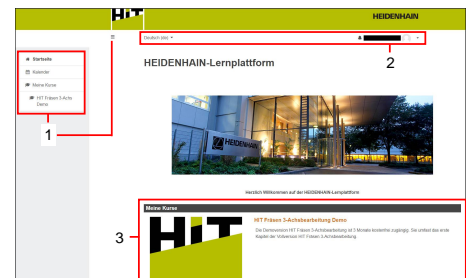 HiT
HEIDENHAIN
Deutsch (de)
Startseite
Kalender
Meine Kurse
HIT Fräsen 3-Achs
Demo
1
2
HEIDENHAIN-Lernplattform
HEIDENHAIN
Herzlich Willkommen auf der HEIDENHAIN-Lernplattform
Meine Kurse
3
HiT
HIT Fräsen 3-Achsbearbeitung Demo
Die Demoversion HIT Fräsen 3-Achsbearbeitung ist 3 Monate kostenfrei zugängig. Sie umfasst das erste
Kapitel der Vollversion HIT Fräsen 3-Achsbearbeitung.